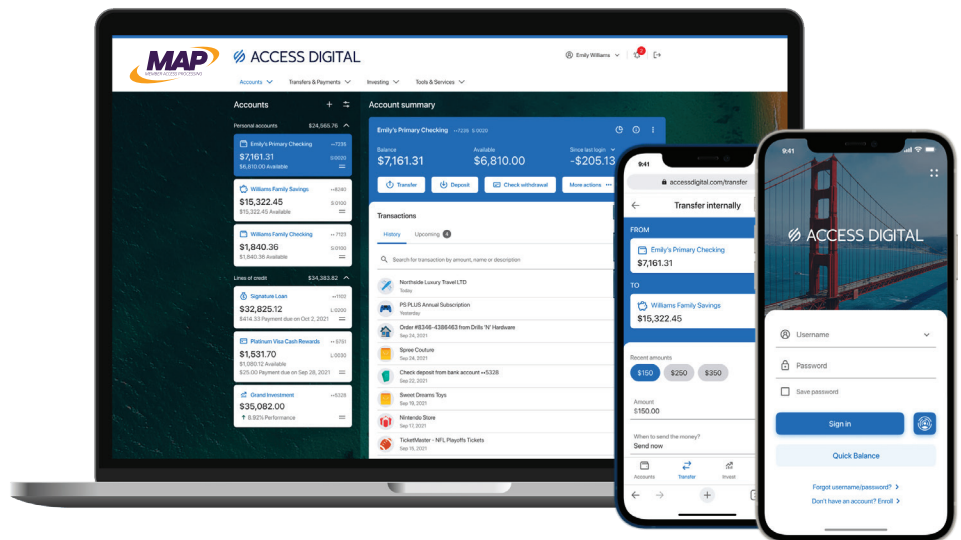 MAP
MEMBER ACCESS PROCESSING
ACCESS DIGITAL
Emily Williams
2
Accounts
Transfers & Payments
Investing
Tools & Services
Accounts
Personal accounts $24,565.76
Emily's Primary Checking ••7235
$7,161.31 S:0020
$6,810.00 Available
Williams Family Savings ••8240
$15,322.45 S:0100
$15,322.45 Available
Williams Family Checking •• 7123
$1,840.36 S:0100
$1,840.36 Available
Lines of credit $34,383.82
Signature Loan ••1100
$32,825.12 L:0200
$414.33 Payment due on Oct 2, 2021
Platinum Visa Cash Rewards •• 5751
$1,531.70 L:0030
$1,080.12 Available
$25.00 Payment due on Sep 28, 2021
Grand Investment ••5328
$35,082.00
8.92% Performance
Account summary
Emily's Primary Checking ••7235 S:0020
Balance Available Since last login
$7,161.31 $6,810.00 -$205.13
Transfer Deposit Check withdrawal More actions •••
Transactions
History Upcoming 4
Search for transaction by amount, name or description
Northside Luxury Travel LTD
Today
PS PLUS Annual Subscription
Yesterday
Order #8346-4386463 from Drills 'N' Hardware
Sep 24, 2021
Spree Couture
Sep 24, 2021
Check deposit from bank account ••5328
Sep 22, 2021
Sweet Dreams Toys
Sep 19, 2021
Nintendo Store
Sep 17, 2021
TicketMaster - NFL Playoffs Tickets
Sep 15, 2021
9:41
accessdigital.com/transfer
Transfer internally
FROM
Emily's Primary Checking
$7,161.31
TO
Williams Family Savings
$15,322.45
Recent amounts
$150 $250 $350
Amount
$150.00
When to send the money?
Send now
Accounts Transfer Invest
9:41
ACCESS DIGITAL
Username
Password
Save password
Sign in
Quick Balance
Forgot username/password?
Don't have an account? Enroll